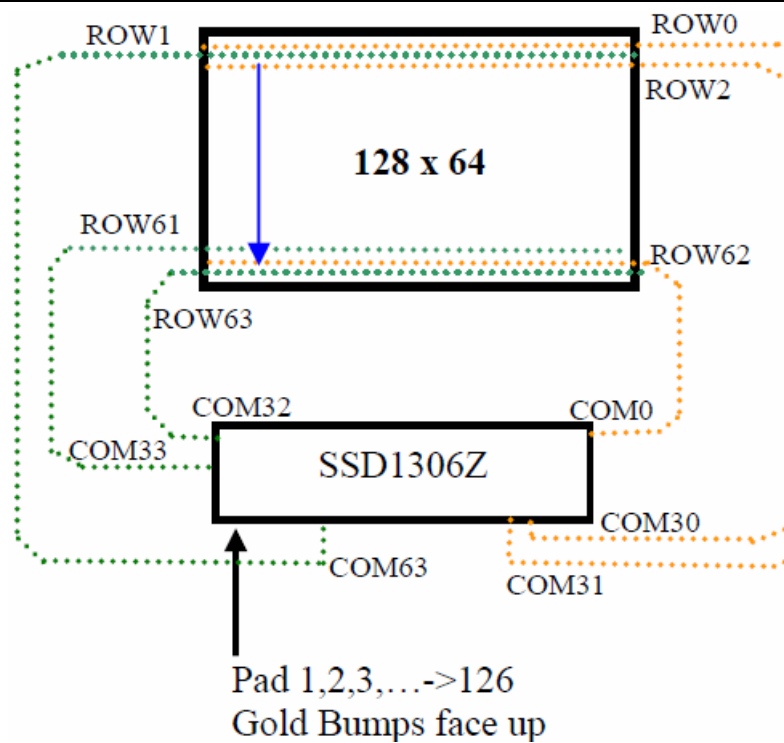 ROW1
ROW0
ROW2
128 x 64
ROW61
ROW62
ROW63
COM32
COM0
COM33
SSD1306Z
COM30
COM63
COM31
Pad 1,2,3,…->126
Gold Bumps face up